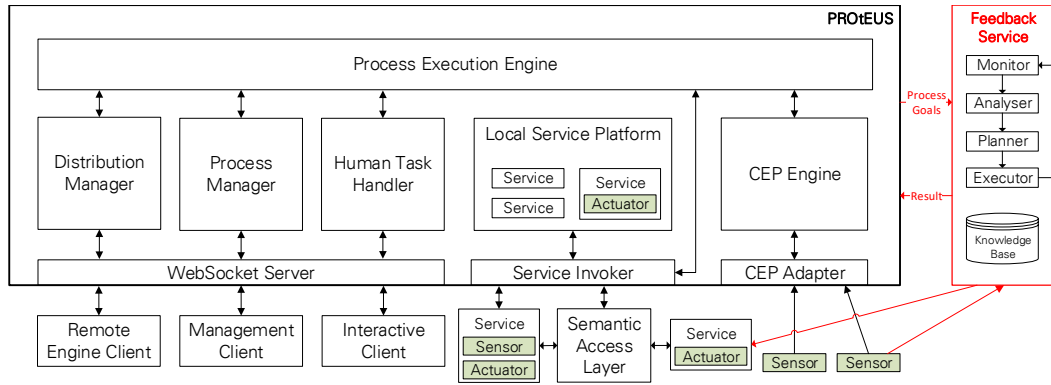 PROtEUS
Process Execution Engine
Distribution
Manager
Process
Manager
Human Task
Handler
Local Service Platform
Service
Service
Service
Actuator
CEP Engine
WebSocket Server
Service Invoker
CEP Adapter
Remote
Engine Client
Management
Client
Interactive
Client
Service
Sensor
Actuator
Semantic
Access
Layer
Service
Actuator
Sensor
Sensor
Process
Goals
Result
Feedback
Service
Monitor
Analyser
Planner
Executor
Knowledge
Base